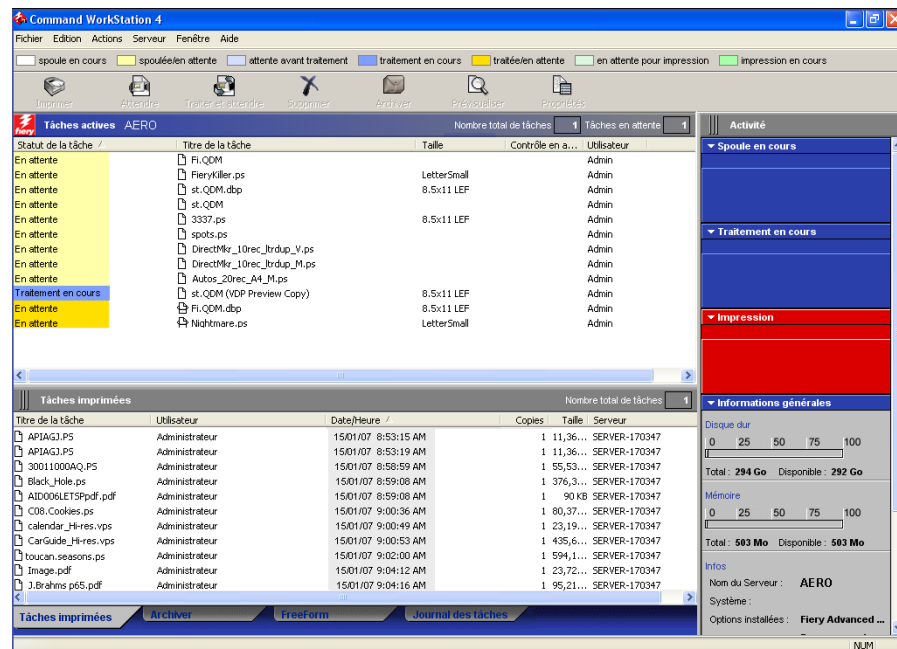 Command WorkStation 4
Fichier Edition Actions Serveur Fenêtre Aide
spoule en cours spoulée/en attente attente avant traitement traitement en cours traitée/en attente en attente pour impression impression en cours
Imprimer Attendre Traiter et attendre Supprimer Archiver Prévisualiser Propriétés
fiery Tâches actives AERO Nombre total de tâches 1 Tâches en attente 1
Statut de la tâche Titre de la tâche Taille Contrôle en a... Utilisateur
En attente Fi.QDM Admin
En attente FieryKiller.ps LetterSmall Admin
En attente st.QDM.dbp 8.5x11 LEF Admin
En attente st.QDM Admin
En attente 3337.ps 8.5x11 LEF Admin
En attente spots.ps Admin
En attente DirectMkr_10rec_ltrdup_V.ps Admin
En attente DirectMkr_10rec_ltrdup_M.ps Admin
En attente Autos_20rec_A4_M.ps Admin
Traitement en cours st.QDM (VDP Preview Copy) 8.5x11 LEF Admin
En attente Fi.QDM.dbp 8.5x11 LEF Admin
En attente Nightmare.ps LetterSmall Admin
Tâches imprimées Nombre total de tâches 1
Titre de la tâche Utilisateur Date/Heure Copies Taille Serveur
APIAGJ.PS Administrateur 15/01/07 8:53:15 AM 1 11,36... SERVER-170347
APIAGJ.PS Administrateur 15/01/07 8:53:19 AM 1 11,36... SERVER-170347
30011000AQ.PS Administrateur 15/01/07 8:58:59 AM 1 55,53... SERVER-170347
Black_Hole.ps Administrateur 15/01/07 8:59:08 AM 1 376,3... SERVER-170347
AID006LETSPpdf.pdf Administrateur 15/01/07 8:59:08 AM 1 90 KB SERVER-170347
C08.Cookies.ps Administrateur 15/01/07 9:00:36 AM 1 80,37... SERVER-170347
calendar_Hi-res.vps Administrateur 15/01/07 9:00:49 AM 1 23,19... SERVER-170347
CarGuide_Hi-res.vps Administrateur 15/01/07 9:00:53 AM 1 435,6... SERVER-170347
toucan.seasons.ps Administrateur 15/01/07 9:02:00 AM 1 594,1... SERVER-170347
Image.pdf Administrateur 15/01/07 9:04:12 AM 1 23,72... SERVER-170347
J.Brahms p65.pdf Administrateur 15/01/07 9:04:16 AM 1 95,21... SERVER-170347
Tâches imprimées Archiver FreeForm Journal des tâches
Activité
Spoule en cours
Traitement en cours
Impression
Informations générales
Disque dur
0 25 50 75 100
Total : 294 Go Disponible : 292 Go
Mémoire
0 25 50 75 100
Total : 503 Mo Disponible : 503 Mo
Infos
Nom du Serveur : AERO
Système :
Options installées : Fiery Advanced ...
NUM